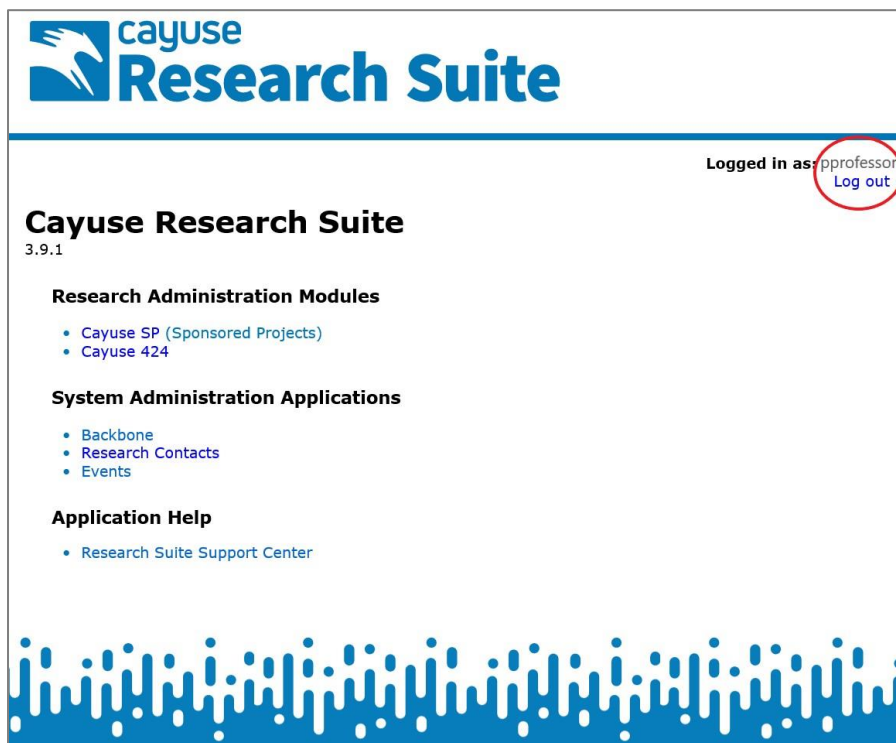 cayuse
Research Suite
Logged in as: pprofessor
Log out
Cayuse Research Suite
3.9.1
Research Administration Modules
Cayuse SP (Sponsored Projects)
Cayuse 424
System Administration Applications
Backbone
Research Contacts
Events
Application Help
Research Suite Support Center